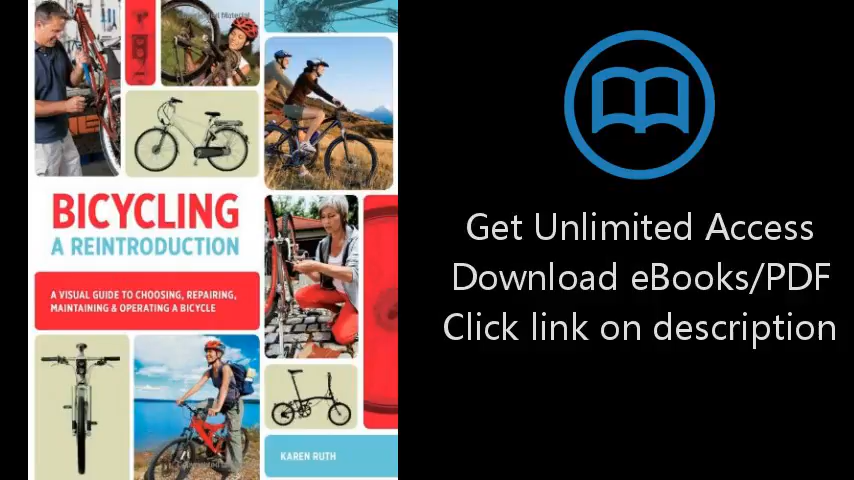 BICYCLING
A REINTRODUCTION
A VISUAL GUIDE TO CHOOSING, REPAIRING,
MAINTAINING & OPERATING A BICYCLE
KAREN RUTH
Get Unlimited Access
Download eBooks/PDF
Click link on description